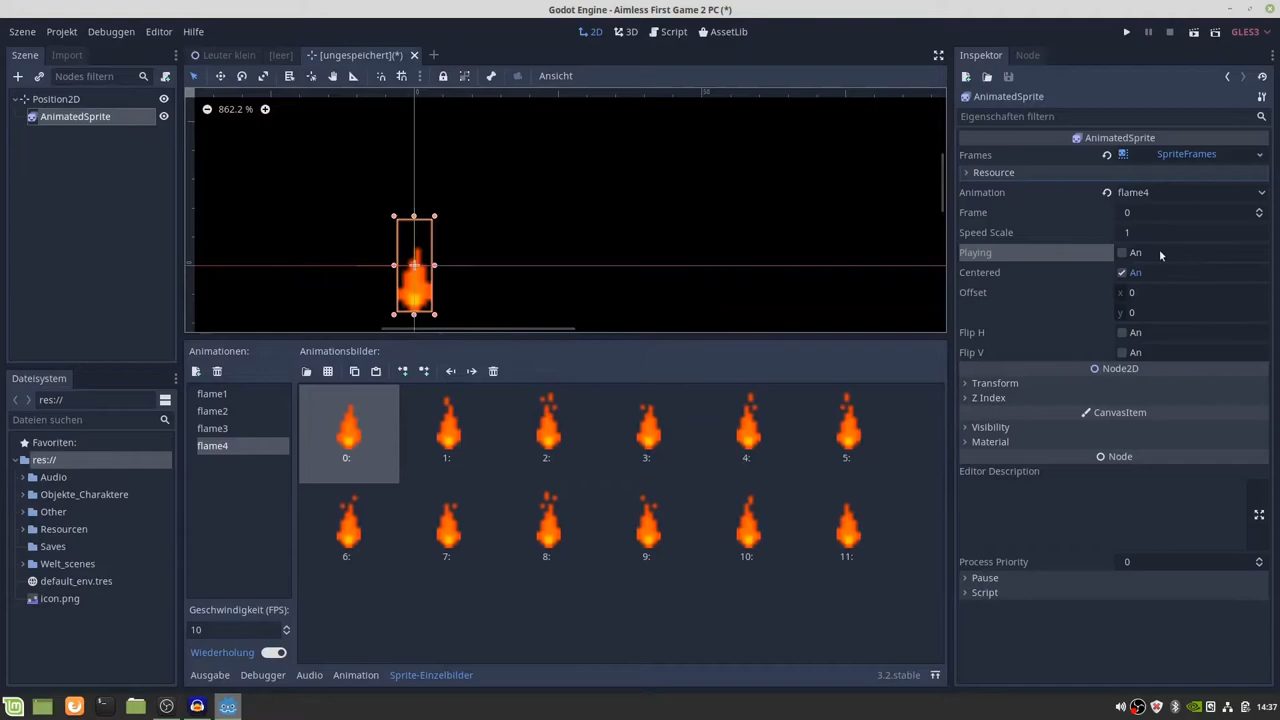 Godot Engine - Aimless First Game 2 PC (*)
Szene Projekt Debuggen Editor Hilfe
2D 3D Script AssetLib
GLES3
Szene Import
Leuter klein [leer] [ungespeichert](*)
Inspektor Node
Nodes filtern
Ansicht
Position2D
AnimatedSprite
862.2 %
0
AnimatedSprite
Eigenschaften filtern
AnimatedSprite
Frames SpriteFrames
Resource
Animation flame4
Frame 0
Speed Scale 1
Playing An
Centered An
Offset x 0
y 0
Flip H An
Flip V An
Node2D
Transform
Z Index
CanvasItem
Visibility
Material
Node
Editor Description
Process Priority 0
Pause
Script
Animationen: Animationsbilder:
flame1
flame2
flame3
flame4
0: 1: 2: 3: 4: 5:
6: 7: 8: 9: 10: 11:
Geschwindigkeit (FPS):
10
Wiederholung
Dateisystem
res://
Dateien suchen
Favoriten:
res://
Audio
Objekte_Charaktere
Other
Resourcen
Saves
Welt_scenes
default_env.tres
icon.png
Ausgabe Debugger Audio Animation Sprite-Einzelbilder 3.2.stable
14:37